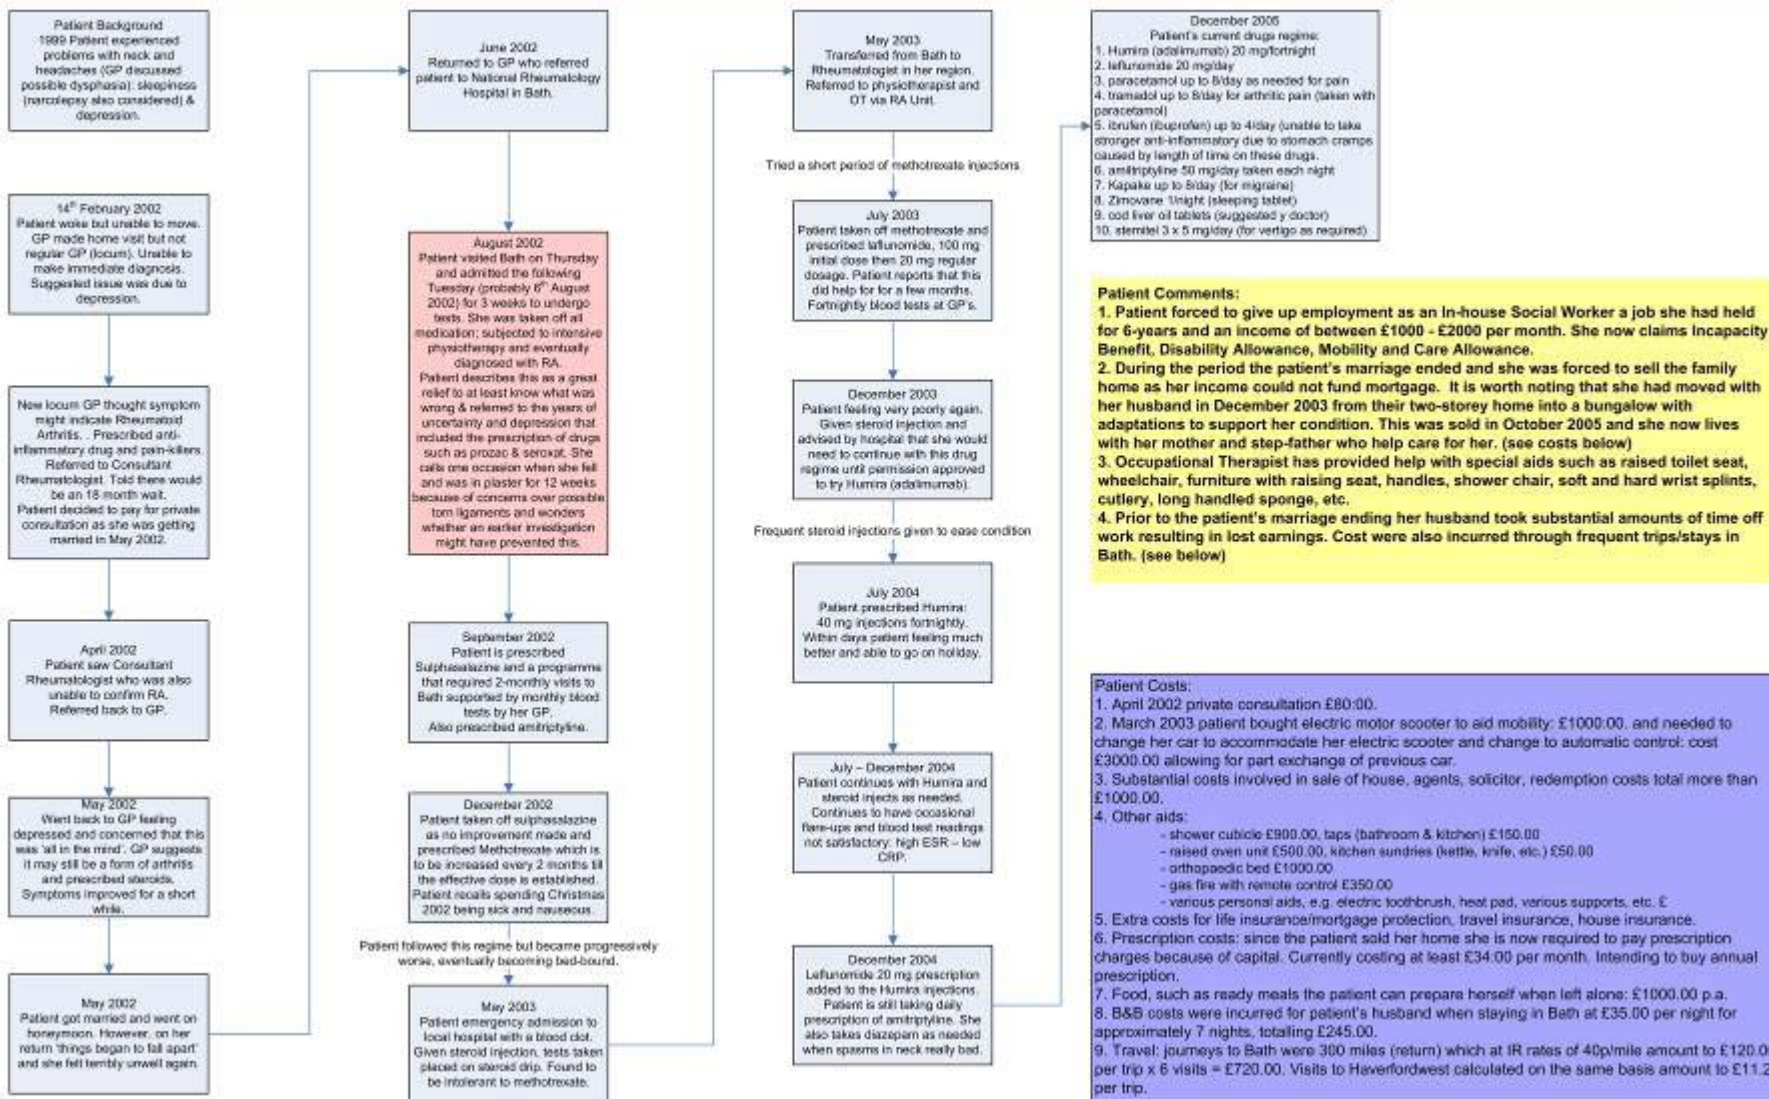 Patient Background
1999 Patient experienced
problems with neck and
headaches (GP discussed
possible dysphasia): sleepiness
(narcolepsy also considered) &
depression.
14th February 2002
Patient woke but unable to move.
GP made home visit but not
regular GP (locum). Unable to
make immediate diagnosis.
Suggested issue was due to
depression.
New locum GP thought symptom
might indicate Rheumatoid
Arthritis. . Prescribed anti-
inflammatory drug and pain-killers.
Referred to Consultant
Rheumatologist. Told there would
be an 18 month wait.
Patient decided to pay for private
consultation as she was getting
married in May 2002.
April 2002
Patient saw Consultant
Rheumatologist who was also
unable to confirm RA.
Referred back to GP.
May 2002
Went back to GP feeling
depressed and concerned that this
was 'all in the mind'. GP suggests
it may still be a form of arthritis
and prescribed steroids.
Symptoms improved for a short
while.
May 2002
Patient got married and went on
honeymoon. However, on her
return 'things began to fall apart'
and she felt terribly unwell again.
June 2002
Returned to GP who referred
patient to National Rheumatology
Hospital in Bath.
August 2002
Patient visited Bath on Thursday
and admitted the following
Tuesday (probably 6th August
2002) for 3 weeks to undergo
tests. She was taken off all
medication; subjected to intensive
physiotherapy and eventually
diagnosed with RA.
Patient describes this as a great
relief to at least know what was
wrong & referred to the years of
uncertainty and depression that
included the prescription of drugs
such as prozac & seroxat. She
calls one occasion when she fell
and was in plaster for 12 weeks
because of concerns over possible
torn ligaments and wonders
whether an earlier investigation
might have prevented this.
September 2002
Patient is prescribed
Sulphasalazine and a programme
that required 2-monthly visits to
Bath supported by monthly blood
tests by her GP.
Also prescribed amitriptyline.
December 2002
Patient taken off sulphasalazine
as no improvement made and
prescribed Methotrexate which is
to be increased every 2 months till
the effective dose is established.
Patient recalls spending Christmas
2002 being sick and nauseous.
Patient followed this regime but became progressively
worse, eventually becoming bed-bound.
May 2003
Patient emergency admission to
local hospital with a blood clot.
Given steroid injection, tests taken
placed on steroid drip. Found to
be intolerant to methotrexate.
May 2003
Transferred from Bath to
Rheumatologist in her region.
Referred to physiotherapist and
OT via RA Unit.
Tried a short period of methotrexate injections
July 2003
Patient taken off methotrexate and
prescribed laflunomide, 100 mg
initial dose then 20 mg regular
dosage. Patient reports that this
did help for for a few months.
Fortnightly blood tests at GP's.
December 2003
Patient feeling very poorly again.
Given steroid injection and
advised by hospital that she would
need to continue with this drug
regime until permission approved
to try Humira (adalimumab).
Frequent steroid injections given to ease condition
July 2004
Patient prescribed Humira:
40 mg injections fortnightly.
Within days patient feeling much
better and able to go on holiday.
July – December 2004
Patient continues with Humira and
steroid injects as needed.
Continues to have occasional
flare-ups and blood test readings
not satisfactory: high ESR – low
CRP.
December 2004
Leflunomide 20 mg prescription
added to the Humira injections.
Patient is still taking daily
prescription of amitriptyline. She
also takes diazepam as needed
when spasms in neck really bad.
December 2005
Patient's current drugs regime:
1. Humira (adalimumab) 20 mg/fortnight
2. leflunomide 20 mg/day
3. paracetamol up to 8/day as needed for pain
4. tramadol up to 8/day for arthritic pain (taken with
paracetamol)
5. ibrufen (ibuprofen) up to 4/day (unable to take
stronger anti-inflammatory due to stomach cramps
caused by length of time on these drugs.
6. amiltriptyline 50 mg/day taken each night
7. Kapake up to 8/day (for migraine)
8. Zimovane 1/night (sleeping tablet)
9. cod liver oil tablets (suggested y doctor)
10. stemitel 3 x 5 mg/day (for vertigo as required)
Patient Comments:
1. Patient forced to give up employment as an In-house Social Worker a job she had held
for 6-years and an income of between £1000 - £2000 per month. She now claims Incapacity
Benefit, Disability Allowance, Mobility and Care Allowance.
2. During the period the patient's marriage ended and she was forced to sell the family
home as her income could not fund mortgage. It is worth noting that she had moved with
her husband in December 2003 from their two-storey home into a bungalow with
adaptations to support her condition. This was sold in October 2005 and she now lives
with her mother and step-father who help care for her. (see costs below)
3. Occupational Therapist has provided help with special aids such as raised toilet seat,
wheelchair, furniture with raising seat, handles, shower chair, soft and hard wrist splints,
cutlery, long handled sponge, etc.
4. Prior to the patient's marriage ending her husband took substantial amounts of time off
work resulting in lost earnings. Cost were also incurred through frequent trips/stays in
Bath. (see below)
Patient Costs:
1. April 2002 private consultation £80:00.
2. March 2003 patient bought electric motor scooter to aid mobility: £1000.00. and needed to
change her car to accommodate her electric scooter and change to automatic control: cost
£3000.00 allowing for part exchange of previous car.
3. Substantial costs involved in sale of house, agents, solicitor, redemption costs total more than
£1000.00.
4. Other aids:
- shower cubicle £900.00, taps (bathroom & kitchen) £150.00
- raised oven unit £500.00, kitchen sundries (kettle, knife, etc.) £50.00
- orthopaedic bed £1000.00
- gas fire with remote control £350.00
- various personal aids, e.g. electric toothbrush, heat pad, various supports, etc. £
5. Extra costs for life insurance/mortgage protection, travel insurance, house insurance.
6. Prescription costs: since the patient sold her home she is now required to pay prescription
charges because of capital. Currently costing at least £34:00 per month. Intending to buy annual
prescription.
7. Food, such as ready meals the patient can prepare herself when left alone: £1000.00 p.a.
8. B&B costs were incurred for patient's husband when staying in Bath at £35.00 per night for
approximately 7 nights, totalling £245.00.
9. Travel: journeys to Bath were 300 miles (return) which at IR rates of 40p/mile amount to £120.0
per trip x 6 visits = £720.00. Visits to Haverfordwest calculated on the same basis amount to £11.2
per trip.